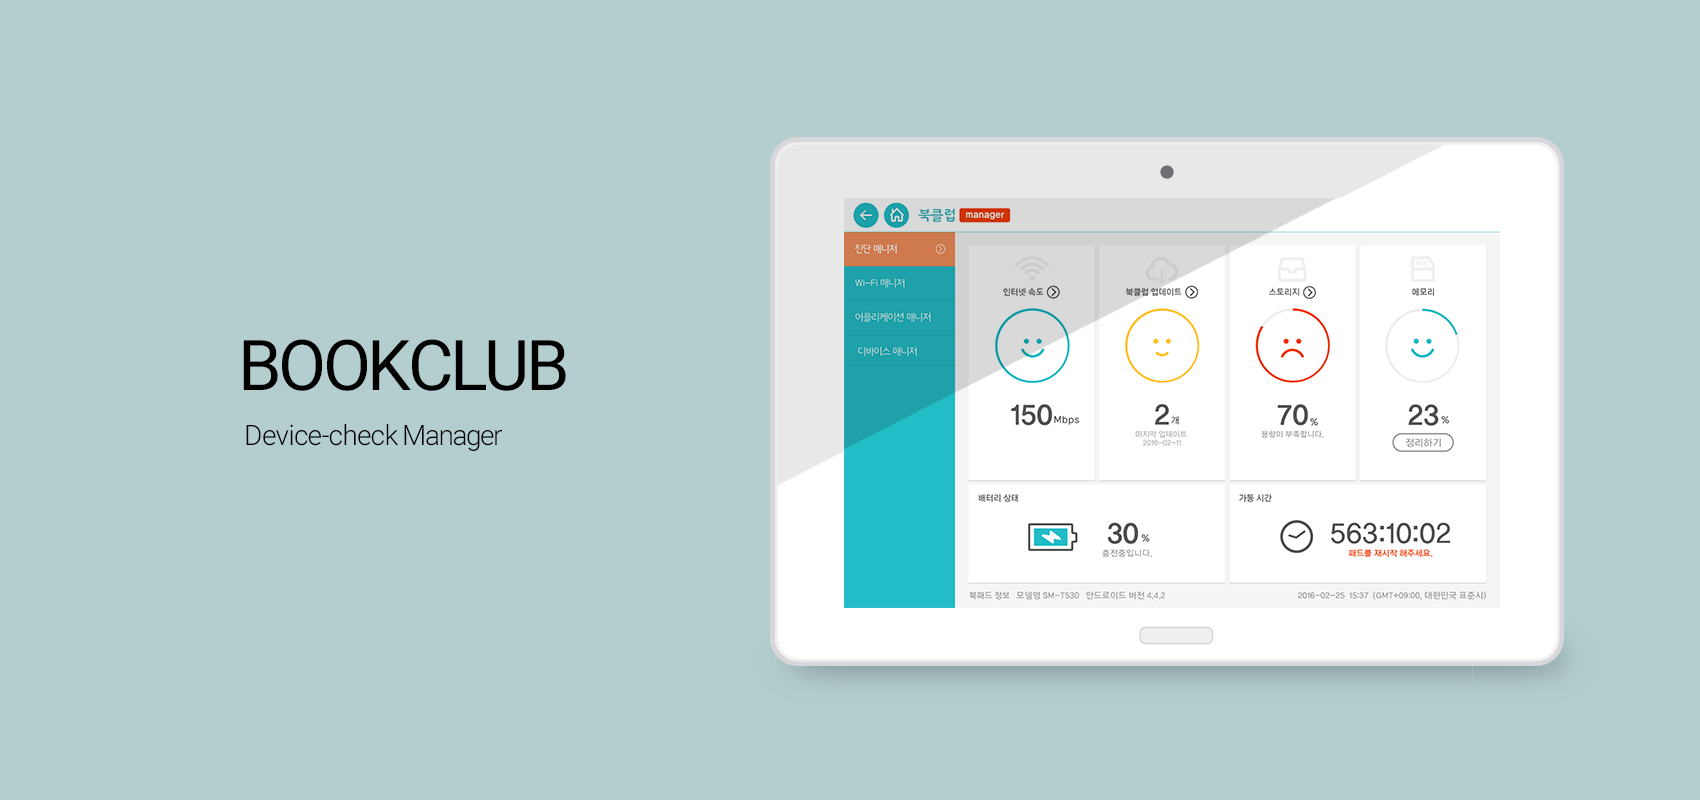 BOOKCLUB
Device-check Manager
북클럽 manager
진단 매니저
Wi-Fi 매니저
어플리케이션 매니저
디바이스 매니저
인터넷 속도
150Mbps
북클럽 업데이트
2개
마지막 업데이트
2016-02-11
스토리지
70%
용량이 부족합니다.
메모리
23%
정리하기
배터리 상태
30%
충전중입니다.
가동 시간
563:10:02
패드를 재시작 해주세요.
북패드 정보 모델명 SM-T530 안드로이드 버전 4.4.2
2016-02-25 15:37 (GMT+09:00, 대한민국 표준시)